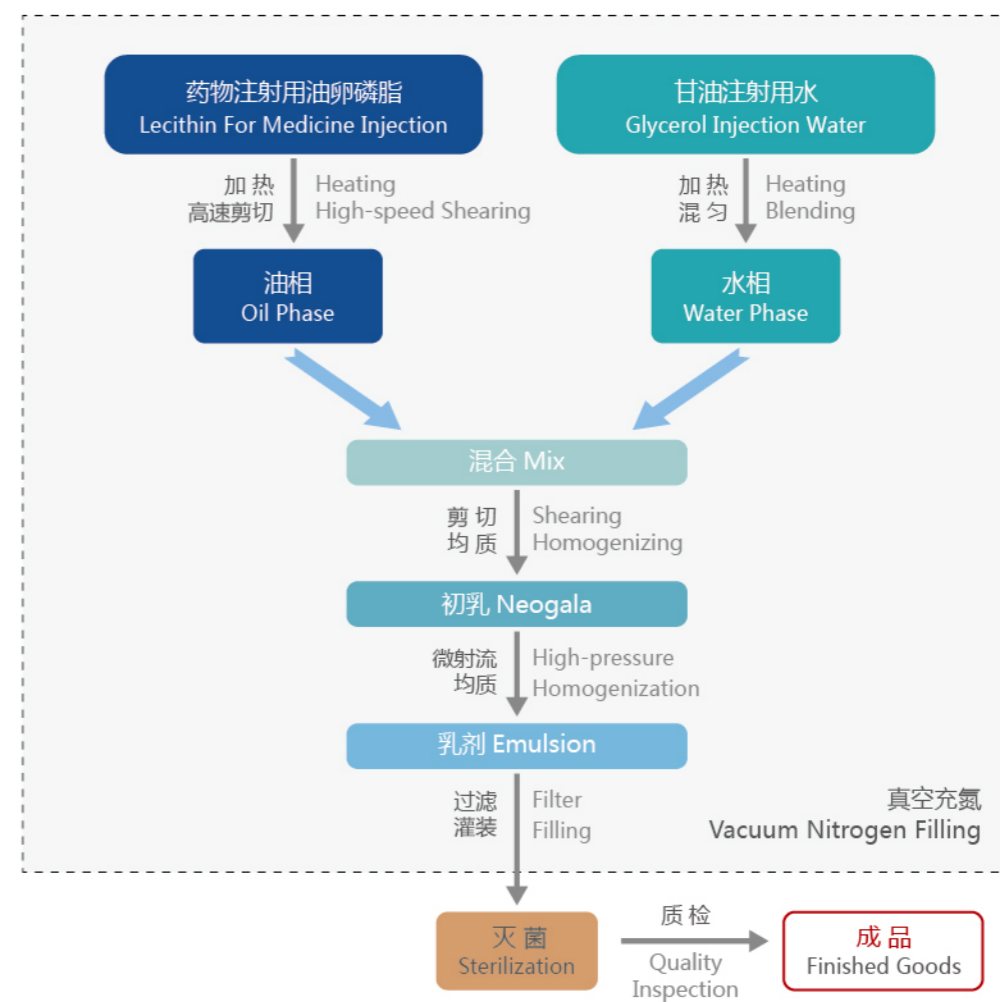 药物注射用油卵磷脂
Lecithin For Medicine Injection
甘油注射用水
Glycerol Injection Water
加热
高速剪切
Heating
High-speed Shearing
加热
混匀
Heating
Blending
油相
Oil Phase
水相
Water Phase
混合 Mix
剪切
均质
Shearing
Homogenizing
初乳 Neogala
微射流
均质
High-pressure
Homogenization
乳剂 Emulsion
过滤
灌装
Filter
Filling
真空充氮
Vacuum Nitrogen Filling
灭菌
Sterilization
质检
Quality
Inspection
成品
Finished Goods